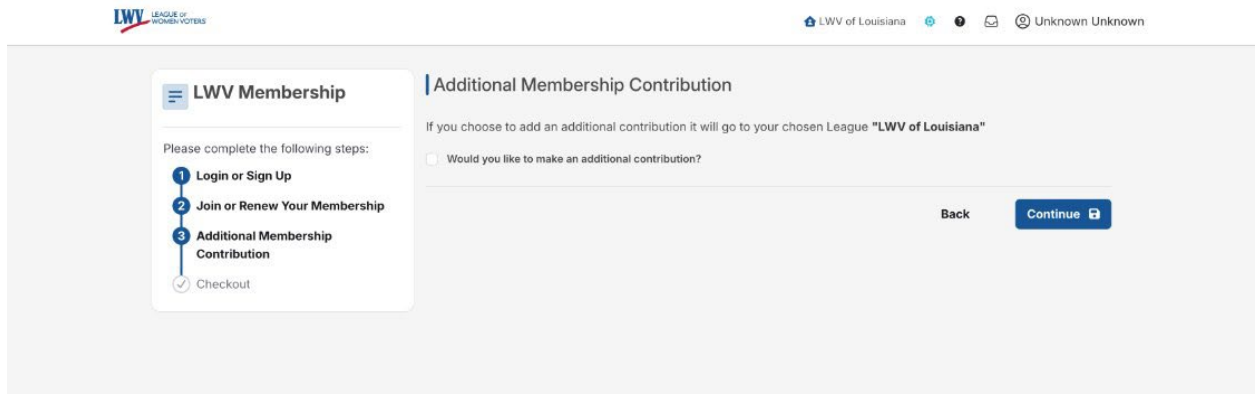 LWV LEAGUE OF
WOMEN VOTERS
LWV of Louisiana
Unknown Unknown
LWV Membership
Please complete the following steps:
1 Login or Sign Up
2 Join or Renew Your Membership
3 Additional Membership
Contribution
Checkout
Additional Membership Contribution
If you choose to add an additional contribution it will go to your chosen League "LWV of Louisiana"
Would you like to make an additional contribution?
Back
Continue